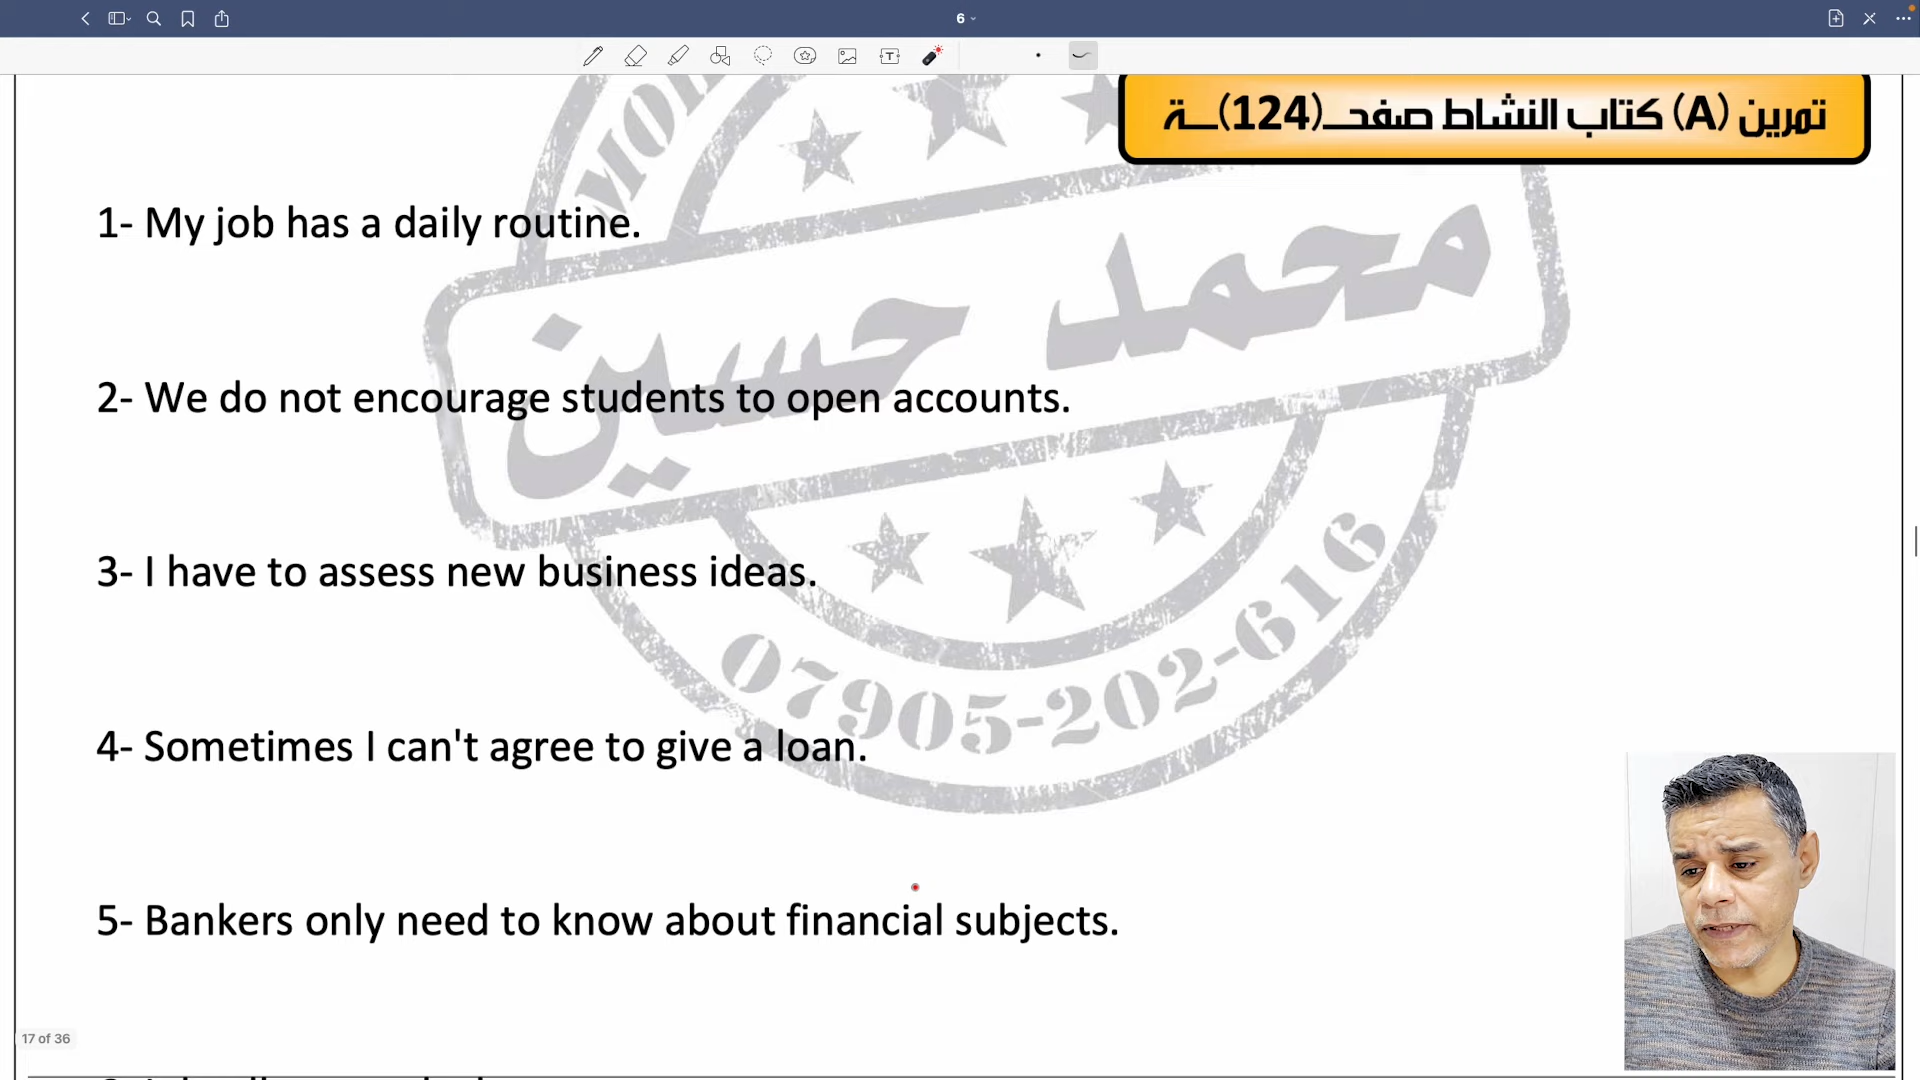 6
تمرين (A) كتاب النشاط صفحـ(124)ـة
1- My job has a daily routine.
محمد حسين
2- We do not encourage students to open accounts.
3- I have to assess new business ideas.
07905-202-616
4- Sometimes I can't agree to give a loan.
5- Bankers only need to know about financial subjects.
17 of 36